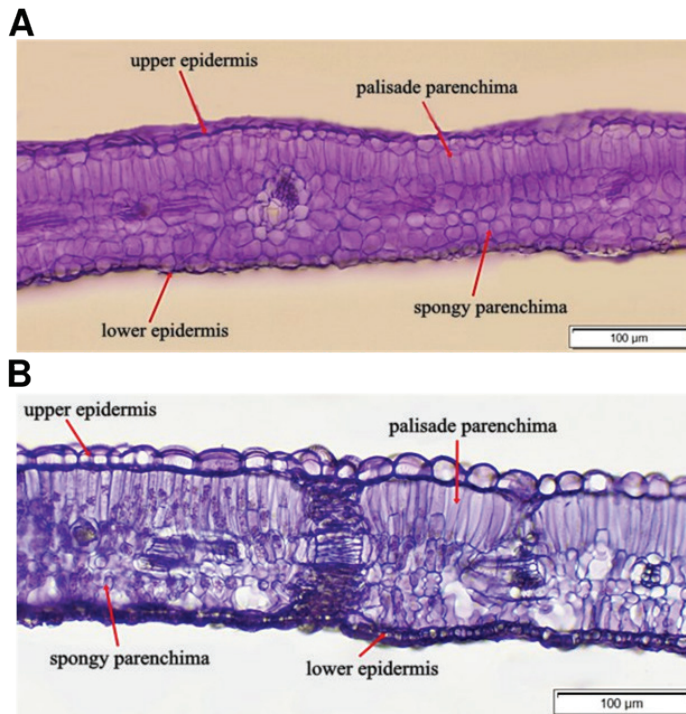 A
upper epidermis
palisade parenchima
lower epidermis
spongy parenchima
100 µm
B
upper epidermis
palisade parenchima
spongy parenchima
lower epidermis
100 µm